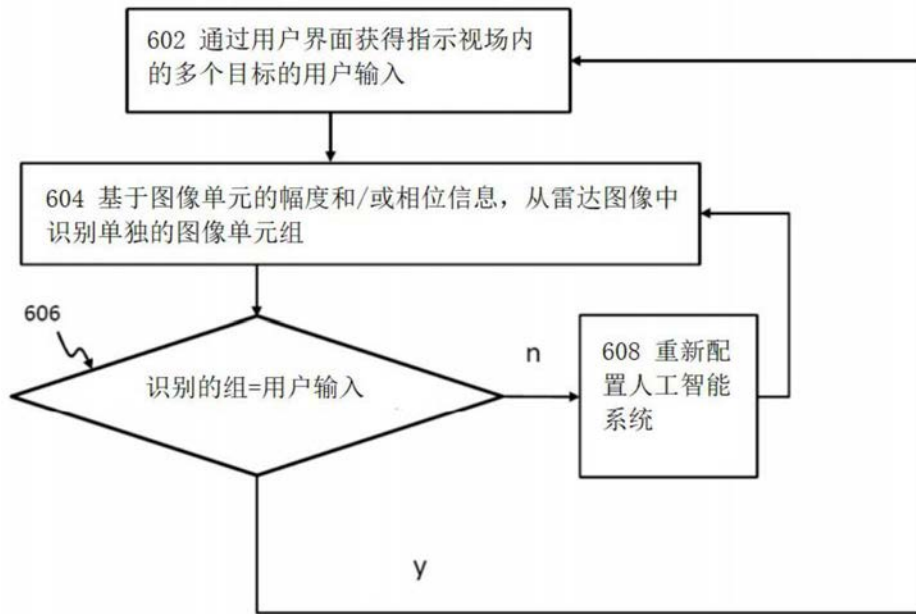 602 通过用户界面获得指示视场内
的多个目标的用户输入
604 基于图像单元的幅度和/或相位信息，从雷达图像中
识别单独的图像单元组
606
识别的组=用户输入
n
608 重新配
置人工智能
系统
y